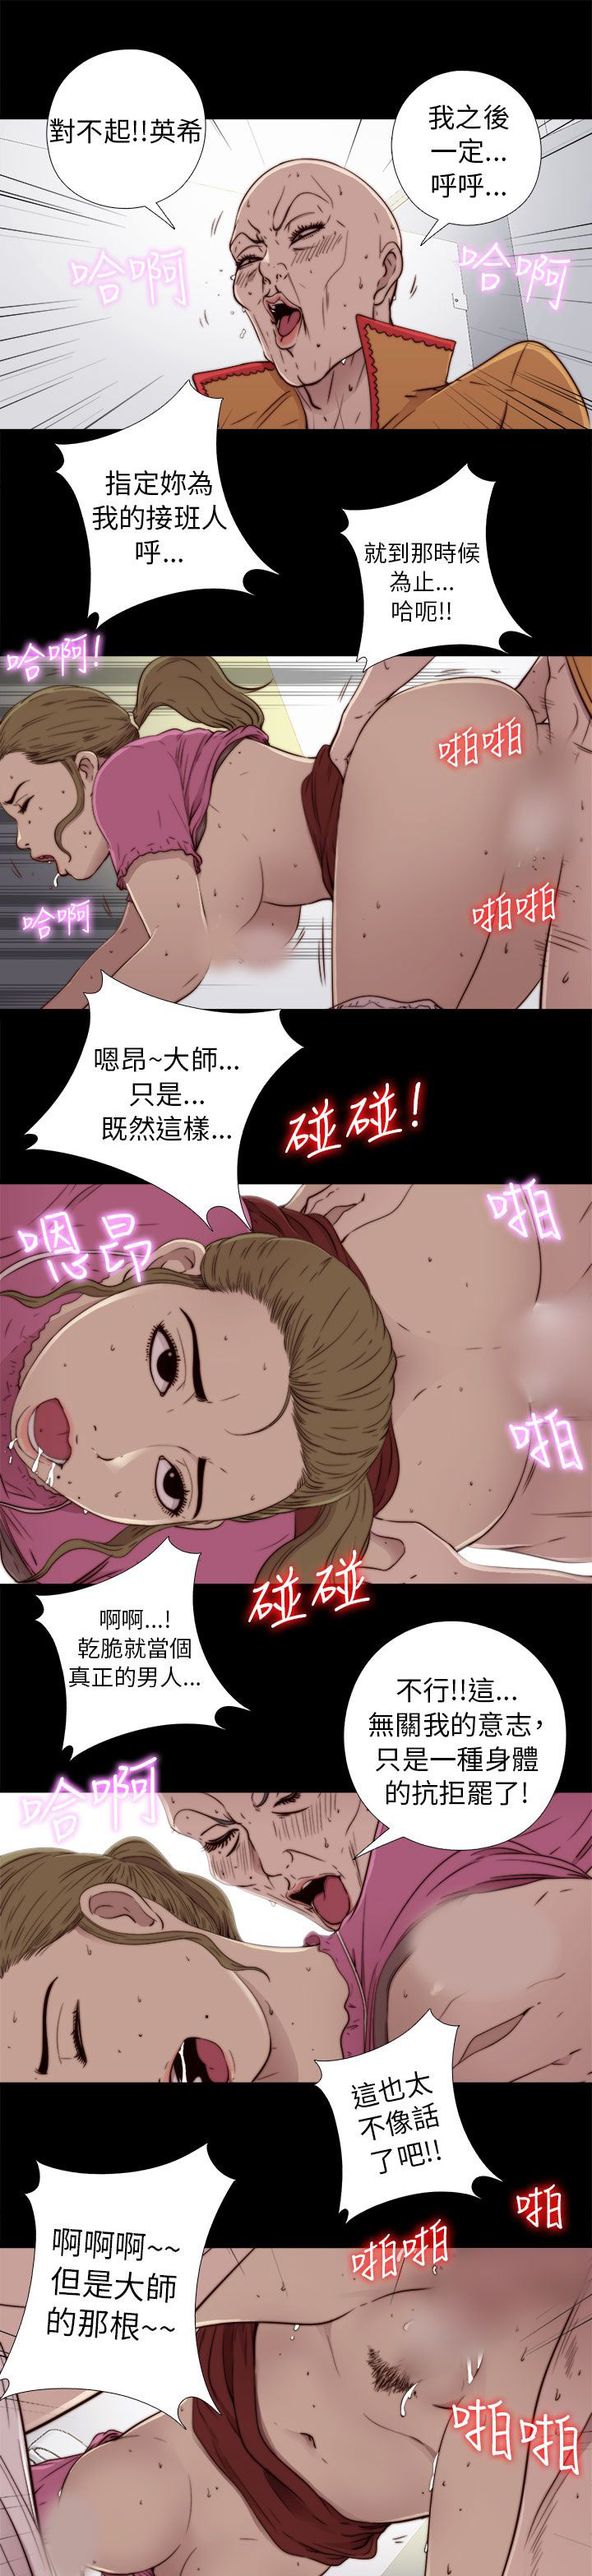 對不起!!英希
我之後
一定...
呼呼...
哈啊
哈啊
指定妳為
我的接班人
呼...
就到那時候
為止...
哈呃!!
哈啊!
啪啪
哈啊
啪啪
嗯昂~大師...
只是...
既然這樣...
碰碰!
啪
嗯昂
啪
碰碰
啊啊...!
乾脆就當個
真正的男人...
不行!!這...
無關我的意志,
只是一種身體
的抗拒罷了!
哈啊
這也太
不像話
了吧!!
啪
啪啪
啊啊啊~~
但是大師
的那根~~
啪啪